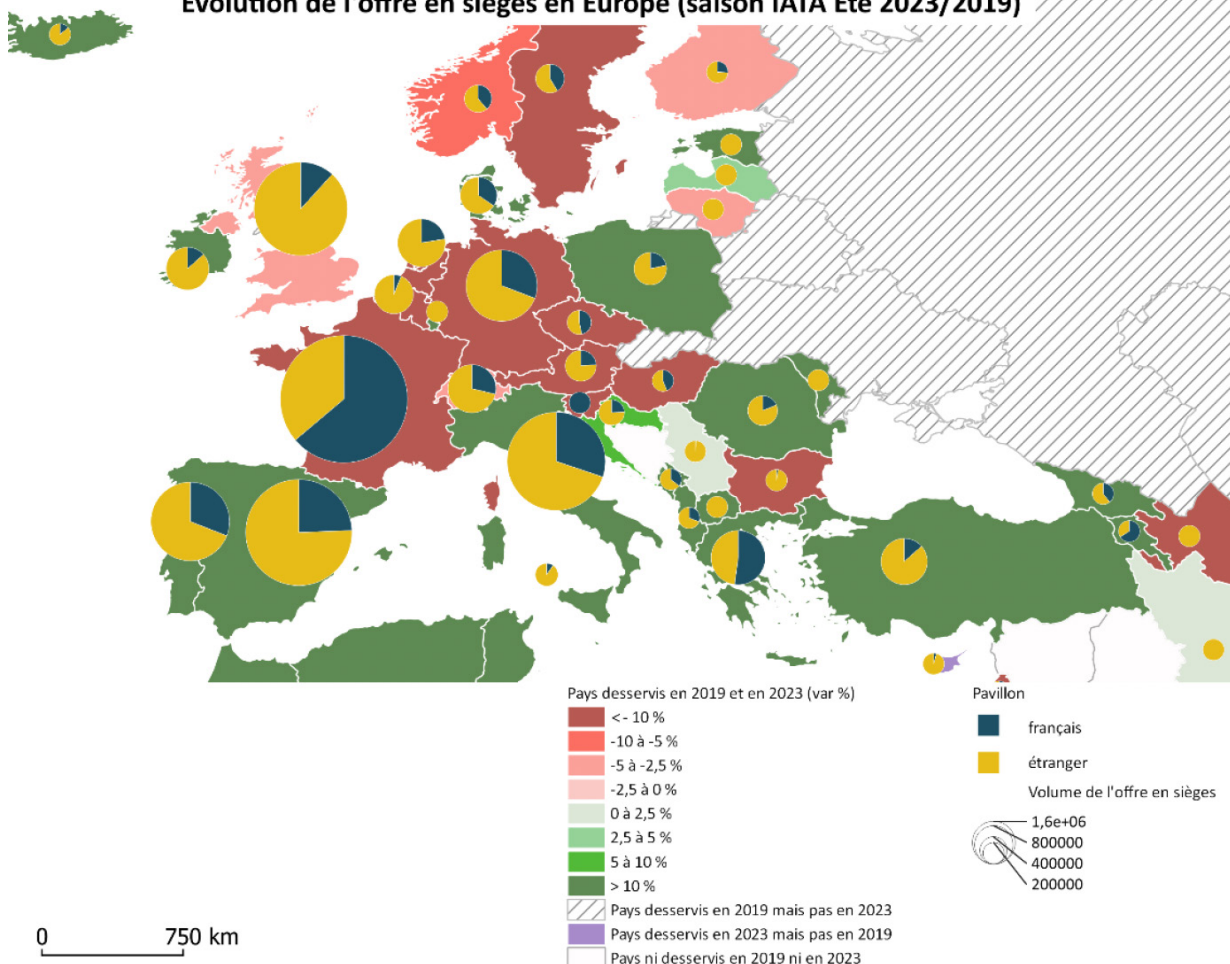 Evolution de l'offre en sièges en Europe (saison IATA Eté 2023/2019)
Pays desservis en 2019 et en 2023 (var %)
<- 10 %
-10 à -5 %
-5 à -2,5 %
-2,5 à 0 %
0 à 2,5 %
2,5 à 5 %
5 à 10 %
> 10 %
Pays desservis en 2019 mais pas en 2023
Pays desservis en 2023 mais pas en 2019
Pays ni desservis en 2019 ni en 2023
Pavillon
français
étranger
Volume de l'offre en sièges
1,6e+06
800000
400000
200000
0 750 km